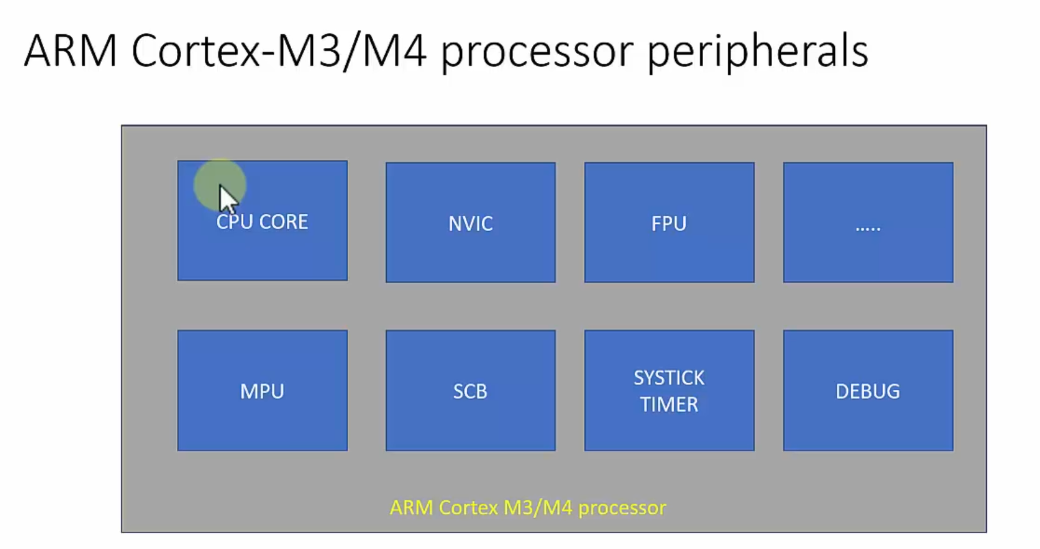 ARM Cortex-M3/M4 processor peripherals
CPU CORE
NVIC
FPU
.....
MPU
SCB
SYSTICK
TIMER
DEBUG
ARM Cortex M3/M4 processor